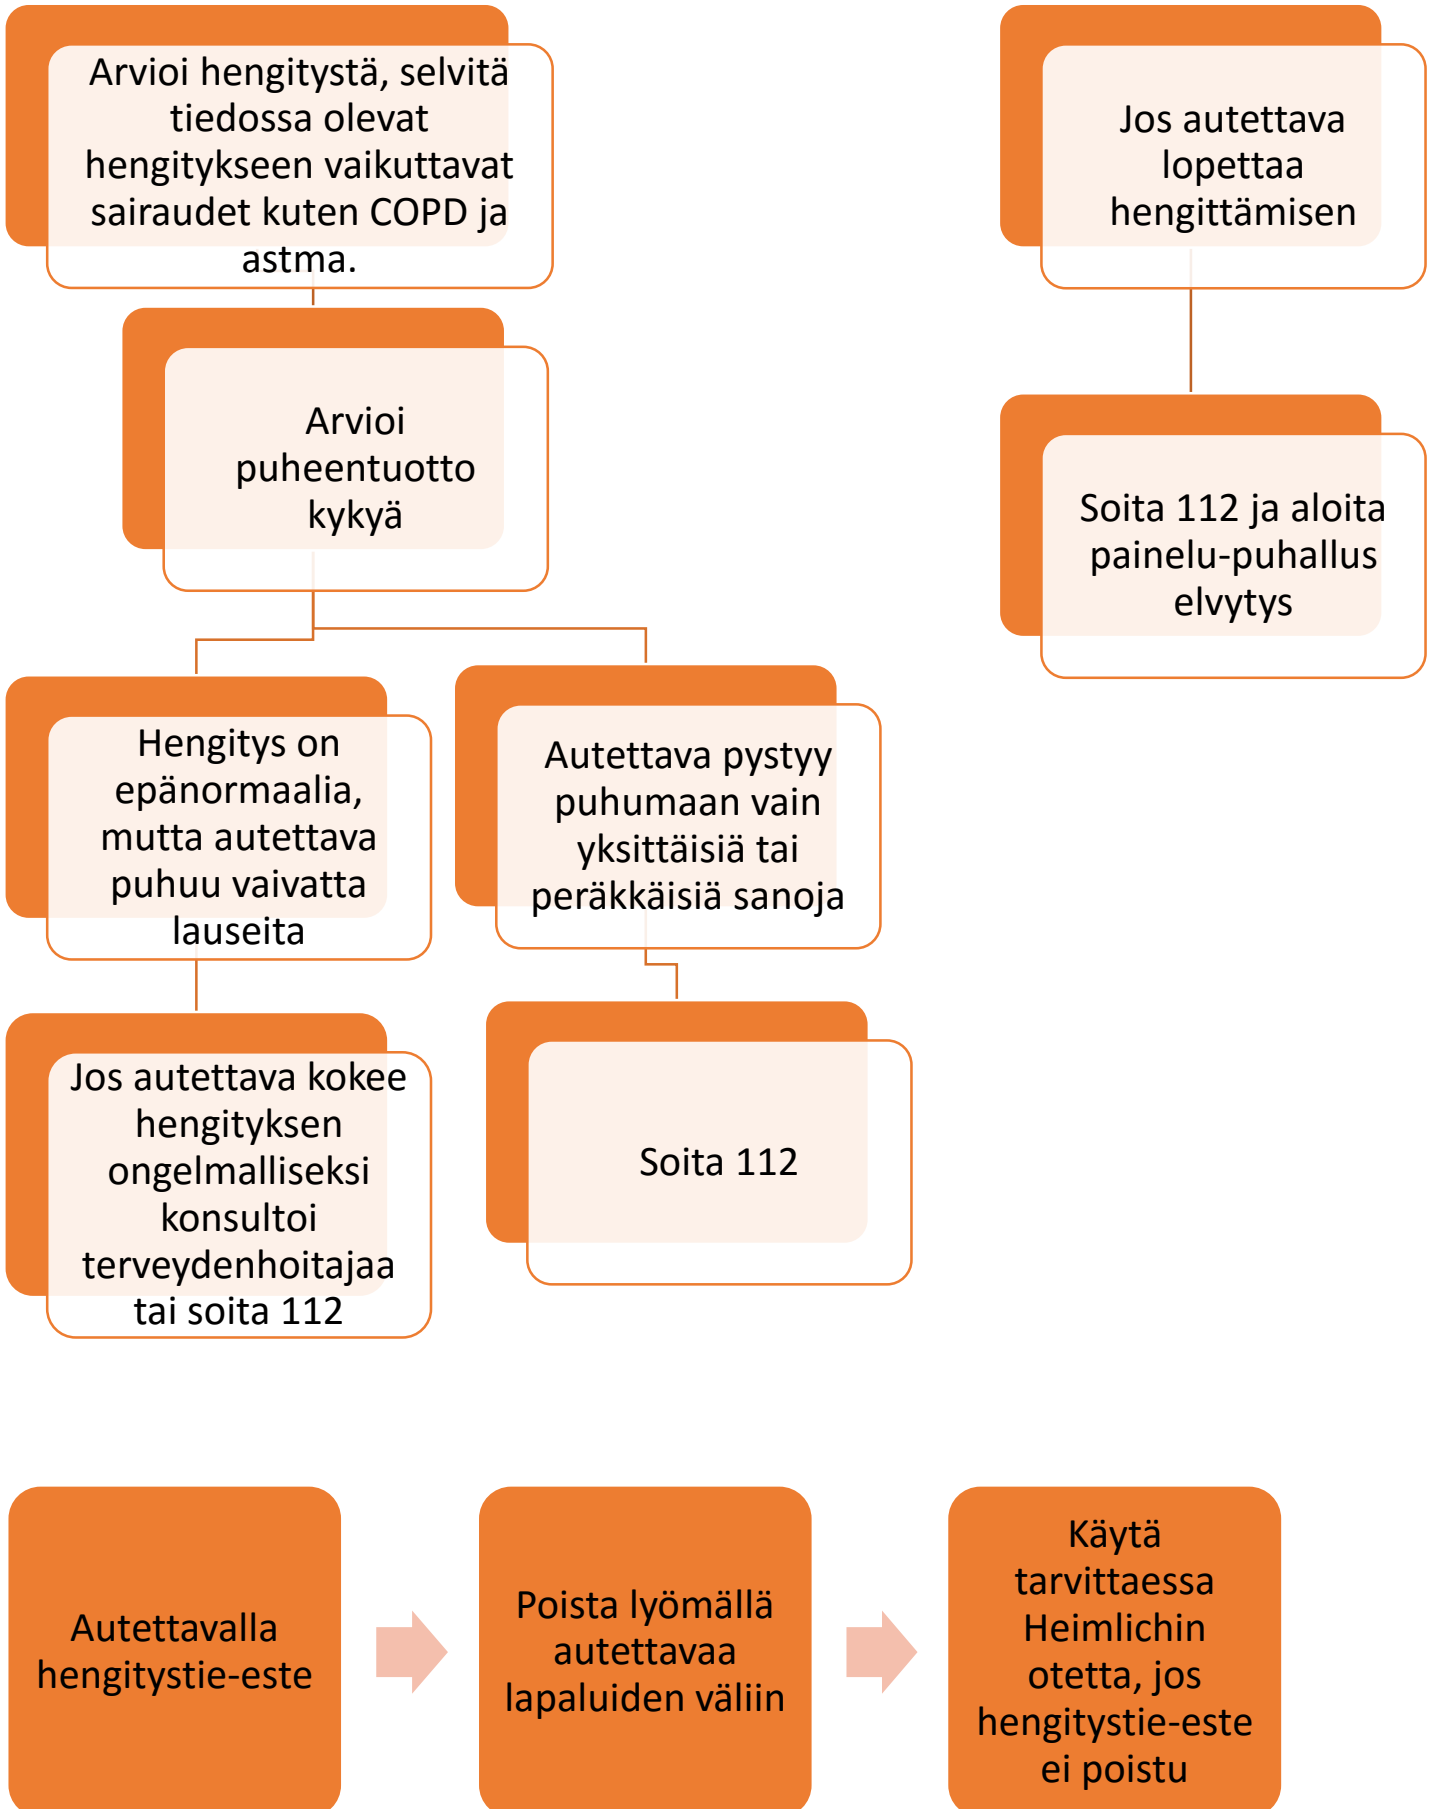 Arvioi hengitystä, selvitä
tiedossa olevat
hengitykseen vaikuttavat
sairaudet kuten COPD ja
astma.
Jos autettava
lopettaa
hengittämisen
Arvioi
puheentuotto
kykyä
Soita 112 ja aloita
painelu-puhallus
elvytys
Hengitys on
epänormaalia,
mutta autettava
puhuu vaivatta
lauseita
Autettava pystyy
puhumaan vain
yksittäisiä tai
peräkkäisiä sanoja
Jos autettava kokee
hengityksen
ongelmalliseksi
konsultoi
terveydenhoitajaa
tai soita 112
Soita 112
Autettavalla
hengitystie-este
Poista lyömällä
autettavaa
lapaluiden väliin
Käytä
tarvittaessa
Heimlichin
otetta, jos
hengitystie-este
ei poistu